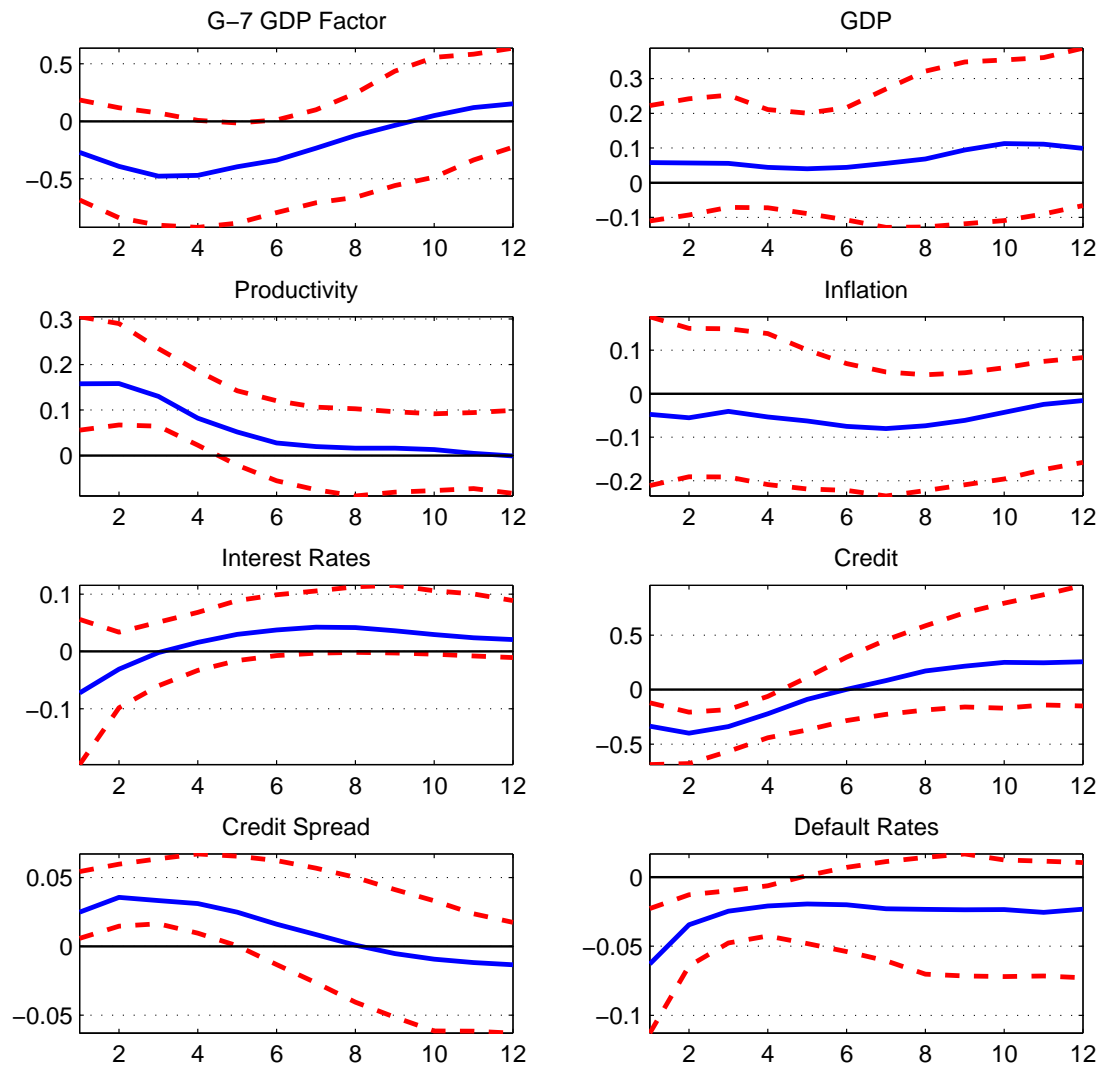 G−7 GDP Factor
0.5
0
−0.5
2 4 6 8 10 12
GDP
0.3
0.2
0.1
0
−0.1
2 4 6 8 10 12
Productivity
0.3
0.2
0.1
0
2 4 6 8 10 12
Inflation
0.1
0
−0.1
−0.2
2 4 6 8 10 12
Interest Rates
0.1
0
−0.1
2 4 6 8 10 12
Credit
0.5
0
−0.5
2 4 6 8 10 12
Credit Spread
0.05
0
−0.05
2 4 6 8 10 12
Default Rates
0
−0.05
−0.1
2 4 6 8 10 12